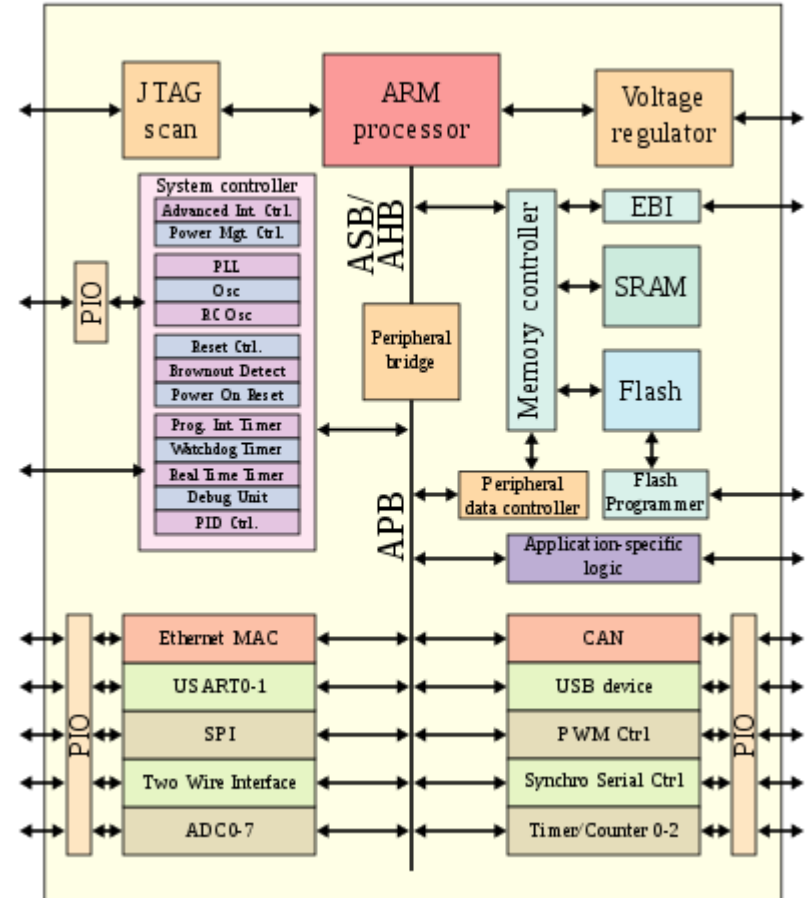 JTAG
scan
ARM
processor
Voltage
regulator
System controller
Advanced Int. Ctrl.
Power Mgt. Ctrl.
PLL
Osc
RC Osc
Reset Ctrl.
Brownout Detect
Power On Reset
Prog. Int. Timer
Watchdog Timer
Real Time Timer
Debug Unit
PID Ctrl.
PIO
ASB/
AHB
Peripheral
bridge
APB
Memory controller
EBI
SRAM
Flash
Peripheral
data controller
Flash
Programmer
Application-specific
logic
PIO
Ethernet MAC
USART0-1
SPI
Two Wire Interface
ADC0-7
CAN
USB device
PWM Ctrl
Synchro Serial Ctrl
Timer/Counter 0-2
PIO